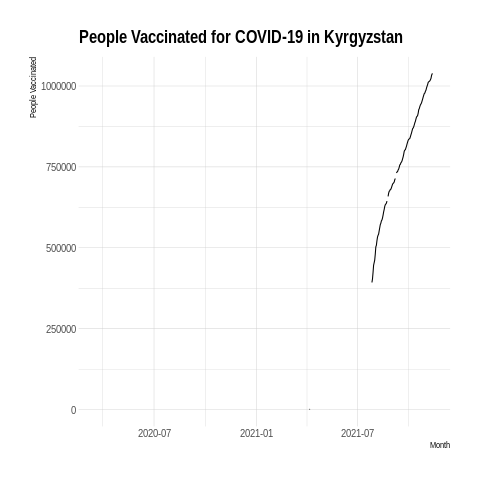 People Vaccinated for COVID-19 in Kyrgyzstan
People Vaccinated
1000000
750000
500000
250000
0
2020-07 2021-01 2021-07
Month